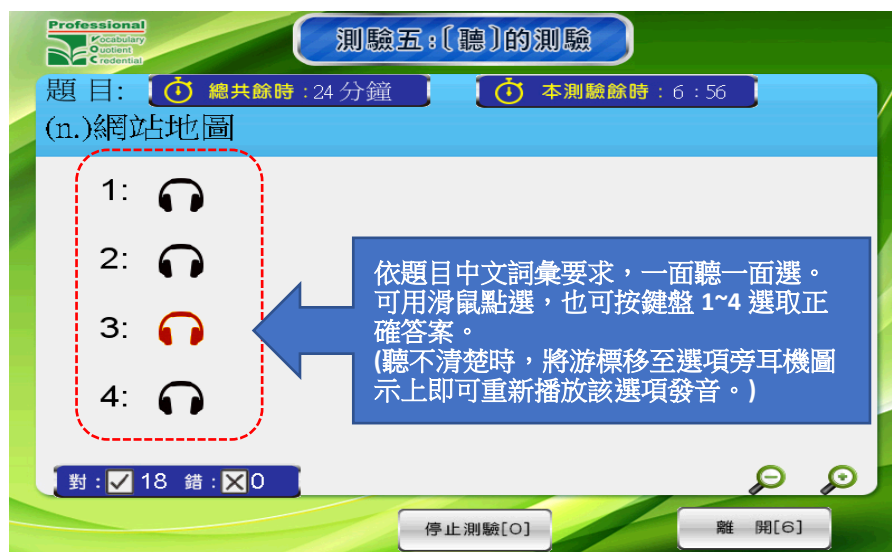 Professional
Vocabulary
Quotient
Credential
測驗五:〔聽〕的測驗
題 目: 總共餘時:24 分鐘 本測驗餘時:6:56
(n.)網站地圖
1:
2:
3:
4:
依題目中文詞彙要求,一面聽一面選。
可用滑鼠點選,也可按鍵盤 1~4 選取正
確答案。
(聽不清楚時,將游標移至選項旁耳機圖
示上即可重新播放該選項發音。)
對: 18 錯: 0
停止測驗[O]
離 開[6]